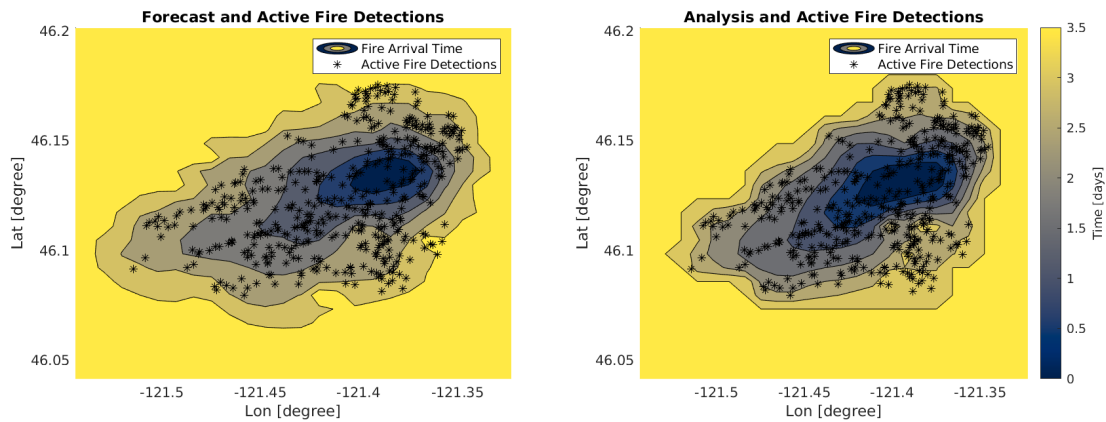 Forecast and Active Fire Detections
46.2
46.15
46.1
46.05
Lat [degree]
-121.5
-121.45
-121.4
-121.35
Lon [degree]
Fire Arrival Time
Active Fire Detections
Analysis and Active Fire Detections
46.2
46.15
46.1
46.05
Lat [degree]
-121.5
-121.45
-121.4
-121.35
Lon [degree]
Fire Arrival Time
Active Fire Detections
3.5
3
2.5
2
1.5
1
0.5
0
Time [days]